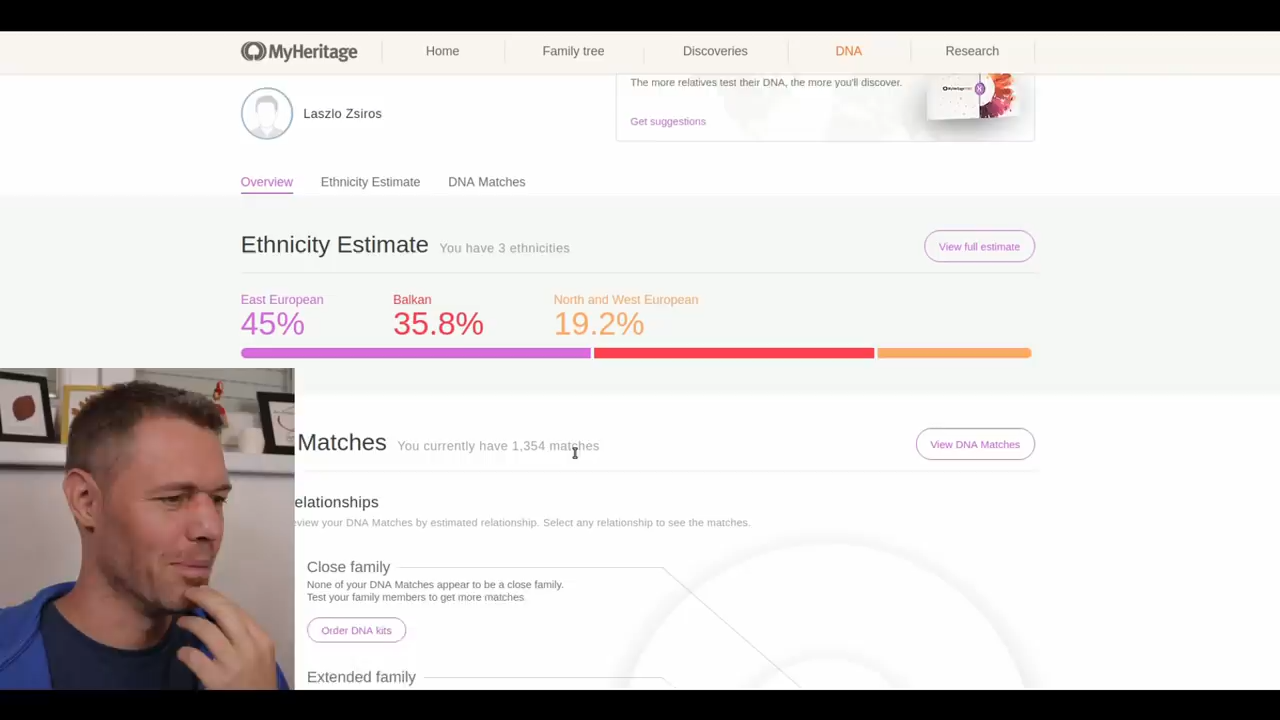 MyHeritage
Home
Family tree
Discoveries
DNA
Research
The more relatives test their DNA, the more you'll discover.
Get suggestions
Laszlo Zsiros
Overview
Ethnicity Estimate
DNA Matches
Ethnicity Estimate
You have 3 ethnicities
View full estimate
East European
Balkan
North and West European
45%
35.8%
19.2%
Matches
You currently have 1,354 matches
View DNA Matches
elationships
eview your DNA Matches by estimated relationship. Select any relationship to see the matches.
Close family
None of your DNA Matches appear to be a close family.
Test your family members to get more matches
Order DNA kits
Extended family